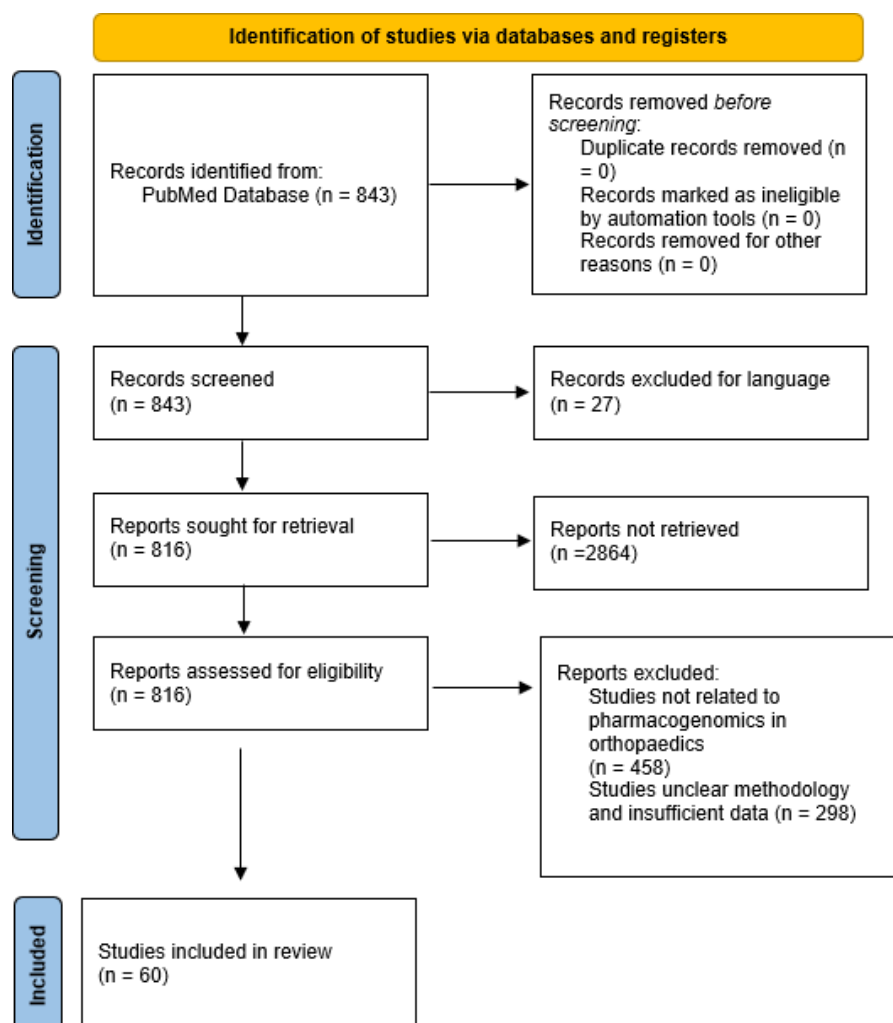 Identification of studies via databases and registers
Identification
Records identified from:
PubMed Database (n = 843)
Records removed before
screening:
Duplicate records removed (n
= 0)
Records marked as ineligible
by automation tools (n = 0)
Records removed for other
reasons (n = 0)
Screening
Records screened
(n = 843)
Records excluded for language
(n = 27)
Reports sought for retrieval
(n = 816)
Reports not retrieved
(n =2864)
Reports assessed for eligibility
(n = 816)
Reports excluded:
Studies not related to
pharmacogenomics in
orthopaedics
(n = 458)
Studies unclear methodology
and insufficient data (n = 298)
Included
Studies included in review
(n = 60)